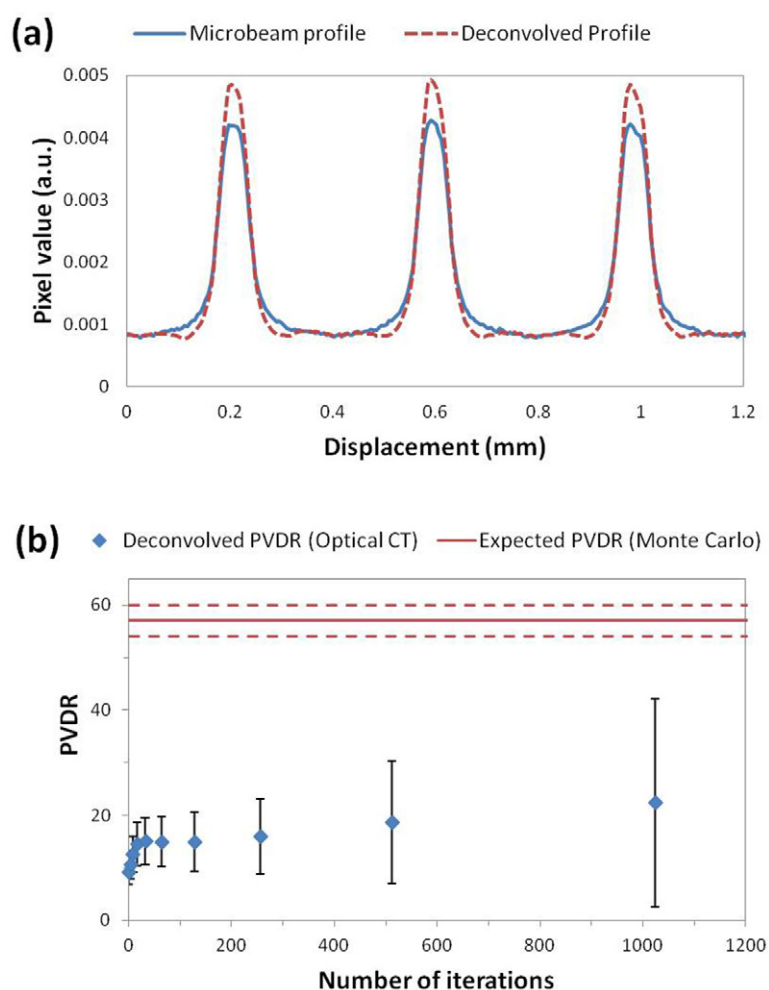 (a)
Microbeam profile Deconvolved Profile
0.005
0.004
0.003
0.002
0.001
0
Pixel value (a.u.)
0 0.2 0.4 0.6 0.8 1 1.2
Displacement (mm)
(b)
Deconvolved PVDR (Optical CT) Expected PVDR (Monte Carlo)
60
40
20
0
PVDR
0 200 400 600 800 1000 1200
Number of iterations